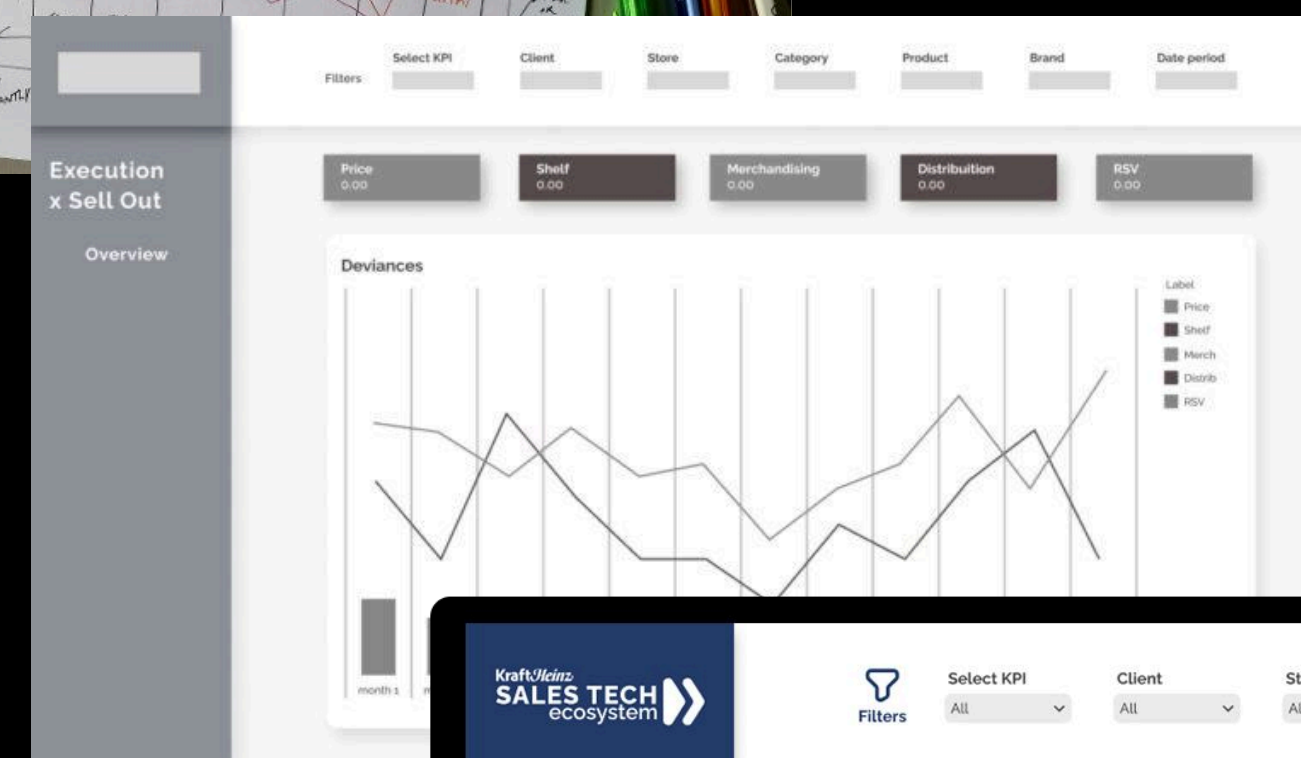 Select KPI
Client
Store
Category
Product
Brand
Date period
Filters
Execution
x Sell Out
Overview
Price
0.00
Shelf
0.00
Merchandising
0.00
Distribuition
0.00
RSV
0.00
Deviances
Label
Price
Shelf
Merch
Distrib
RSV
month 1
KraftHeinz
SALES TECH
ecosystem
Filters
Select KPI
All
Client
All